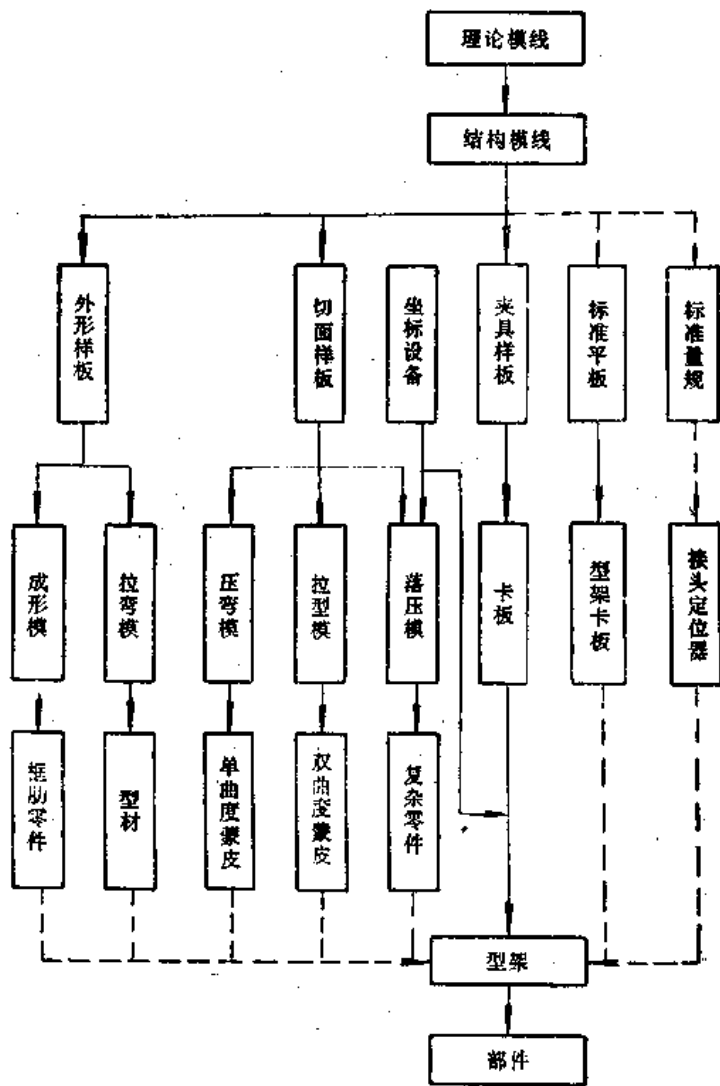 理论模线
结构模线
外形样板
切面样板
坐标设备
夹具样板
标准平板
标准量规
成形模
拉弯模
压弯模
拉型模
落压模
卡板
型架卡板
接头定位器
框肋零件
型材
单曲度蒙皮
双曲度蒙皮
复杂零件
型架
部件